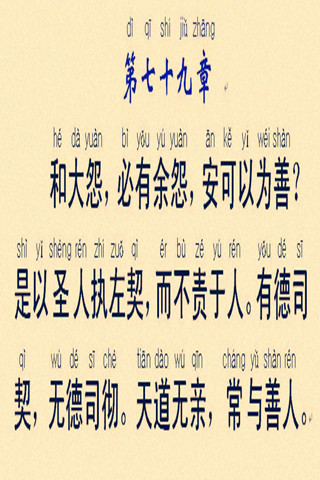 dì qī shí jiǔ zhāng
第七十九章
hé dà yuàn bì yǒu yú yuàn ān kě yǐ wéi shàn
和大怨，必有余怨，安可以为善？
shì yǐ shèng rén zhí zuǒ qì ér bù zé yú rén yǒu dé sī
是以圣人执左契，而不责于人。有德司
qì wú dé sī chè tiān dào wú qīn cháng yǔ shàn rén
契，无德司彻。天道无亲，常与善人。